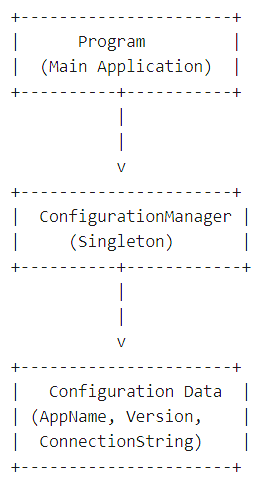 +----------------------+
|      Program         |
|  (Main Application)  |
+----------+-----------+
           |
           |
           v
+----------------------+
|  ConfigurationManager |
|     (Singleton)       |
+----------+------------+
           |
           |
           v
+----------------------+
|   Configuration Data  |
| (AppName, Version,    |
|  ConnectionString)    |
+----------------------+